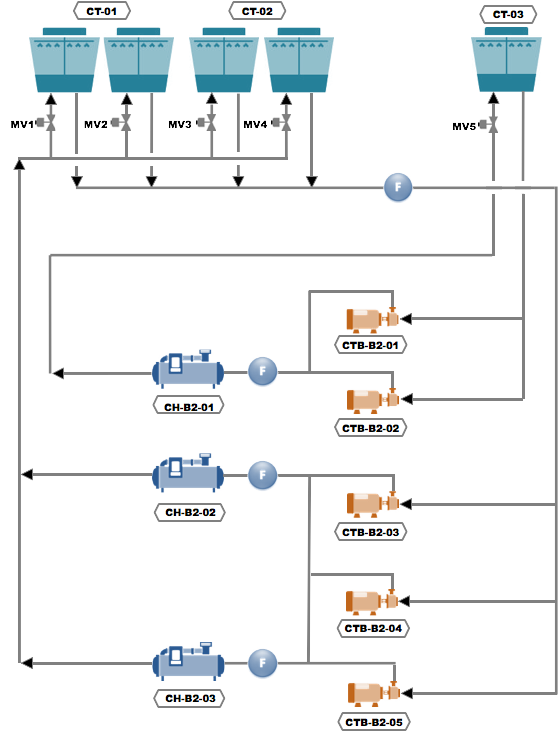 CT-01
CT-02
CT-03
MV1
MV2
MV3
MV4
MV5
F
CTB-B2-01
F
CH-B2-01
CTB-B2-02
F
CH-B2-02
CTB-B2-03
CTB-B2-04
F
CH-B2-03
CTB-B2-05